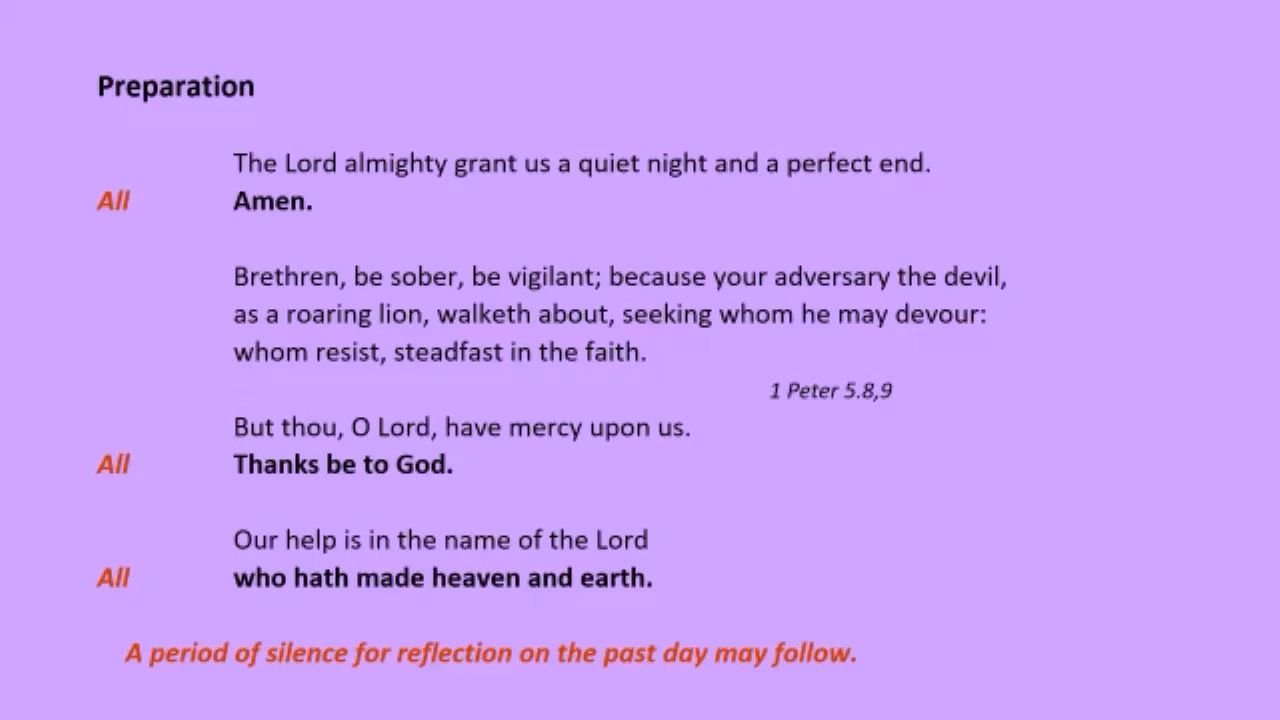 Preparation
The Lord almighty grant us a quiet night and a perfect end.
All Amen.
Brethren, be sober, be vigilant; because your adversary the devil,
as a roaring lion, walketh about, seeking whom he may devour:
whom resist, steadfast in the faith.
1 Peter 5.8,9
But thou, O Lord, have mercy upon us.
All Thanks be to God.
Our help is in the name of the Lord
All who hath made heaven and earth.
A period of silence for reflection on the past day may follow.